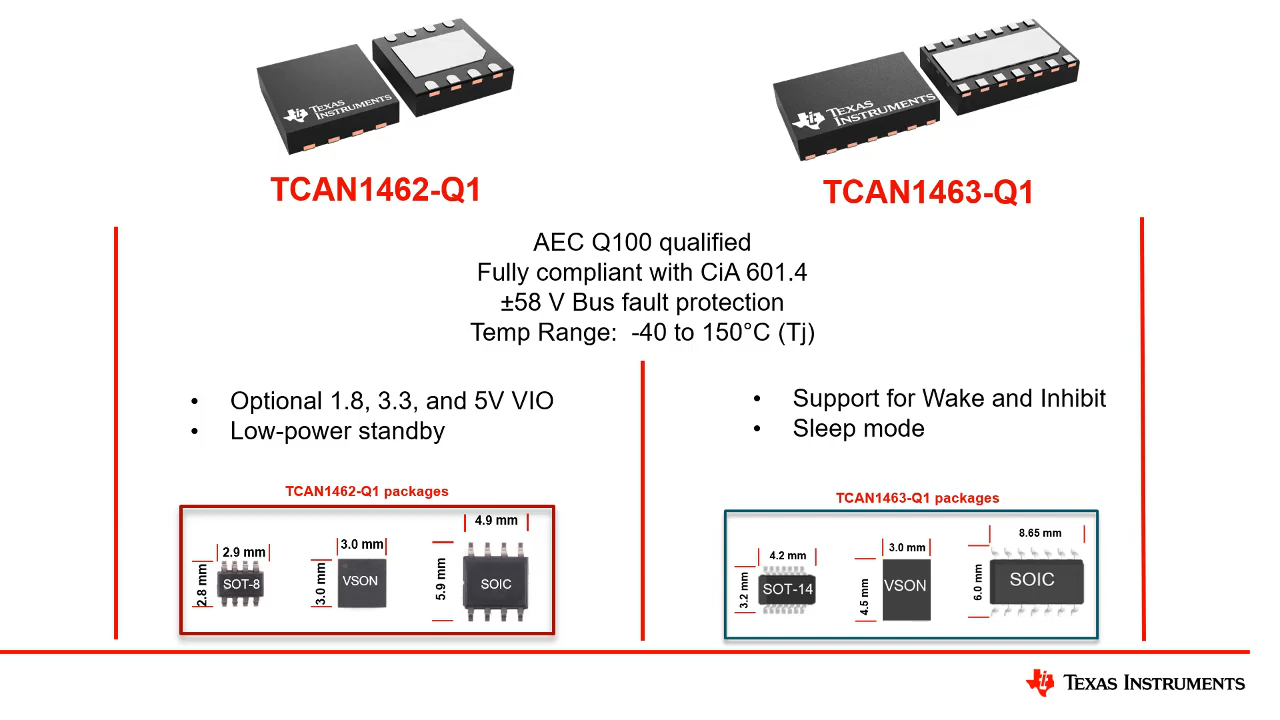 TEXAS
INSTRUMENTS
TEXAS
INSTRUMENTS
TCAN1462-Q1
TCAN1463-Q1
AEC Q100 qualified
Fully compliant with CiA 601.4
±58 V Bus fault protection
Temp Range:  -40 to 150°C (Tj)
• Optional 1.8, 3.3, and 5V VIO
• Low-power standby
• Support for Wake and Inhibit
• Sleep mode
TCAN1462-Q1 packages
2.9 mm
2.8 mm
SOT-8
3.0 mm
3.0 mm
VSON
4.9 mm
5.9 mm
SOIC
TCAN1463-Q1 packages
4.2 mm
3.2 mm
SOT-14
3.0 mm
4.5 mm
VSON
8.65 mm
6.0 mm
SOIC
TEXAS INSTRUMENTS